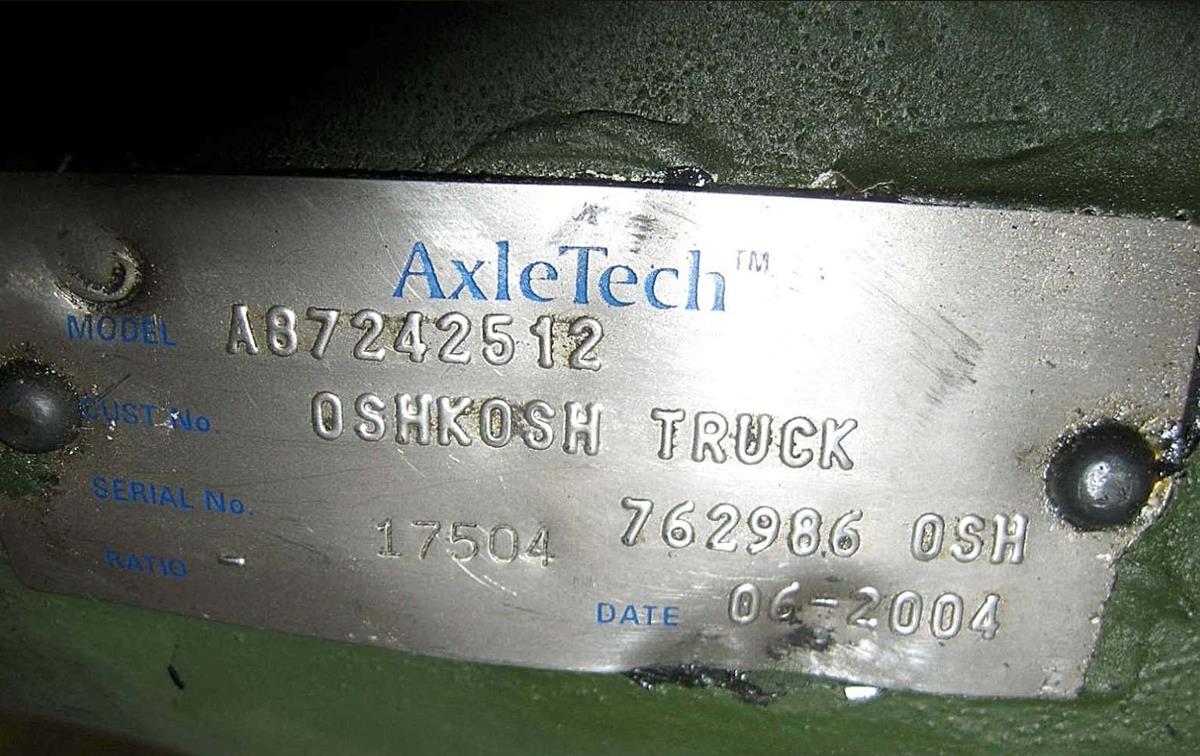 AxleTech™
MODEL A87242512
CUST No. OSHKOSH TRUCK
SERIAL No. 762986 OSH
17504
RATIO -
DATE 06-2004